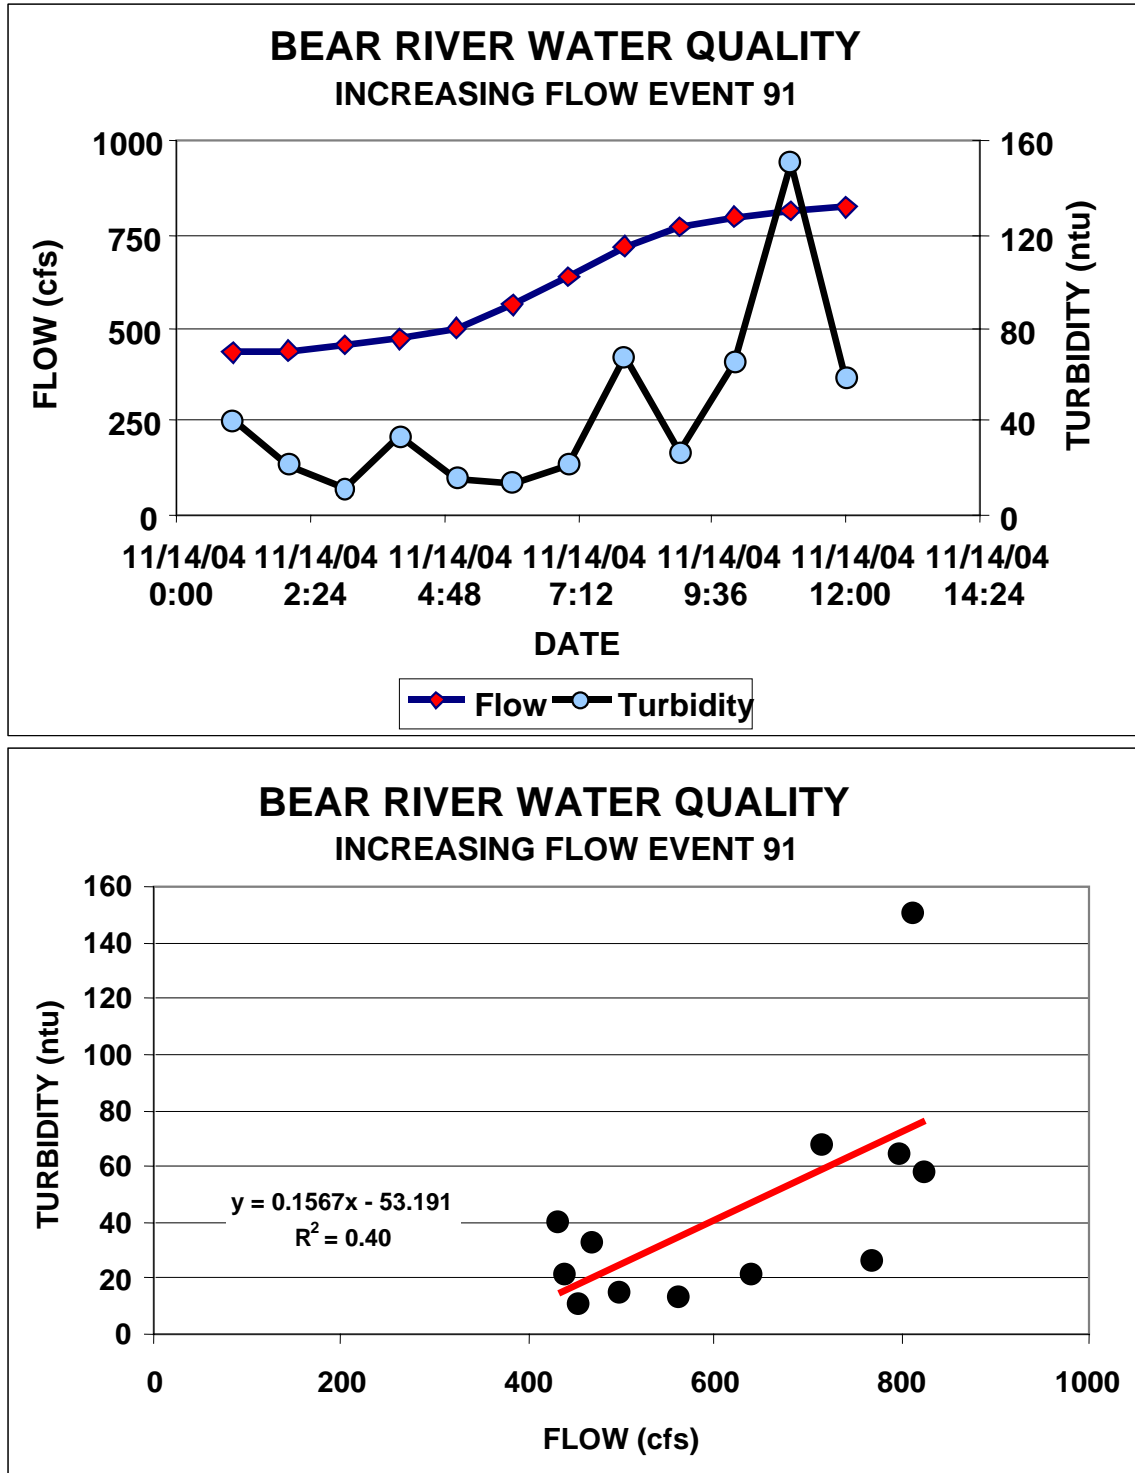 BEAR RIVER WATER QUALITY
INCREASING FLOW EVENT 91
1000
750
500
250
0
FLOW (cfs)
160
120
80
40
0
TURBIDITY (ntu)
11/14/04 11/14/04 11/14/04 11/14/04 11/14/04 11/14/04 11/14/04
0:00 2:24 4:48 7:12 9:36 12:00 14:24
DATE
Flow Turbidity
BEAR RIVER WATER QUALITY
INCREASING FLOW EVENT 91
160
140
120
100
80
60
40
20
0
TURBIDITY (ntu)
y = 0.1567x - 53.191
R² = 0.40
0 200 400 600 800 1000
FLOW (cfs)